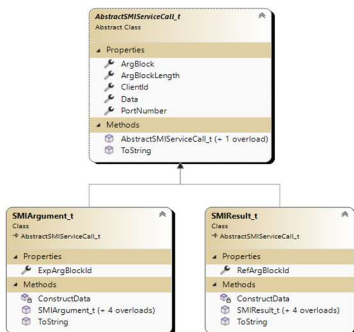 AbstractSMIServiceCall_t
Abstract Class
Properties
ArgBlock
ArgBlockLength
ClientId
Data
PortNumber
Methods
AbstractSMIServiceCall_t (+ 1 overload)
ToString
SMIArgument_t
Class
AbstractSMIServiceCall_t
Properties
ExpArgBlockId
Methods
ConstructData
SMIArgument_t (+ 4 overloads)
ToString
SMIResult_t
Class
AbstractSMIServiceCall_t
Properties
RefArgBlockId
Methods
ConstructData
SMIResult_t (+ 4 overloads)
ToString